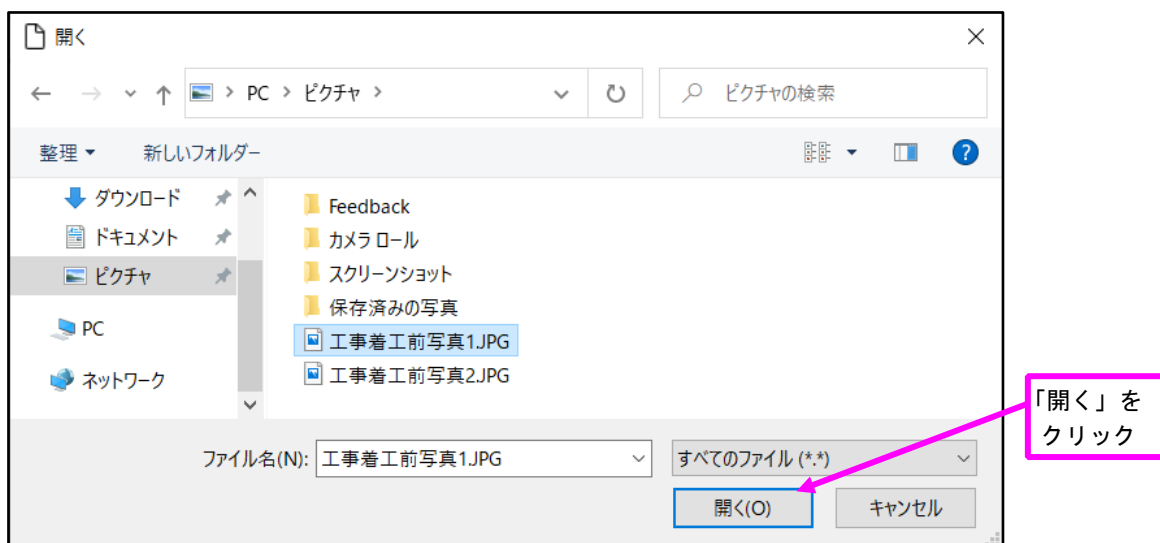 開く
PC > ピクチャ >
ピクチャの検索
整理 新しいフォルダー
ダウンロード
ドキュメント
ピクチャ
PC
ネットワーク
Feedback
カメラ ロール
スクリーンショット
保存済みの写真
工事着工前写真1.JPG
工事着工前写真2.JPG
ファイル名(N): 工事着工前写真1.JPG
すべてのファイル (*.*)
開く(O)
キャンセル
「開く」を
クリック